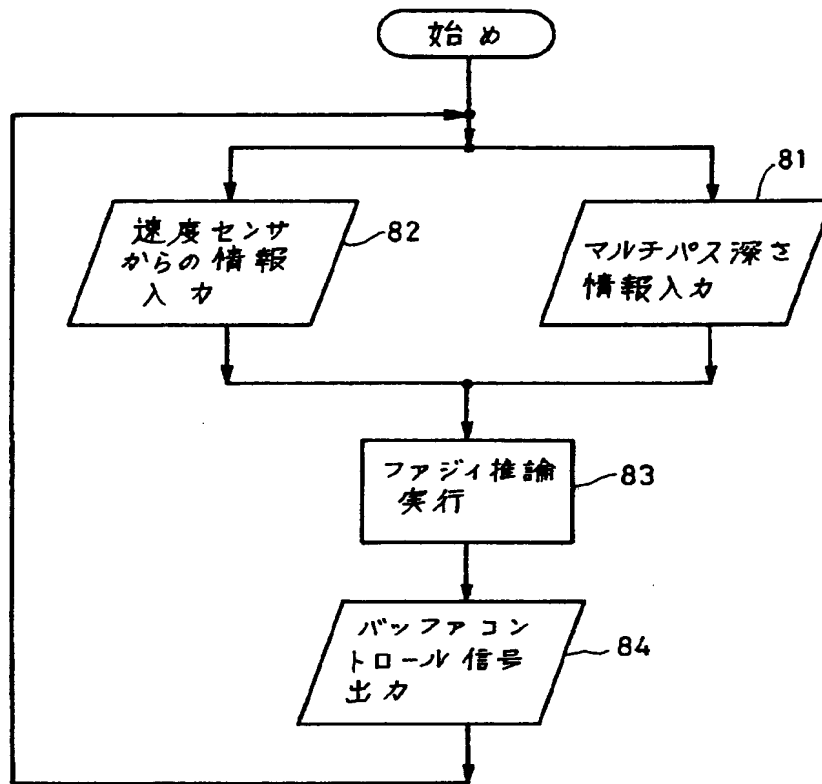 始め
81
速度センサ
からの情報
入力
82
マルチパス深さ
情報入力
ファジィ推論
実行
83
バッファコン
トロール信号
出力
84